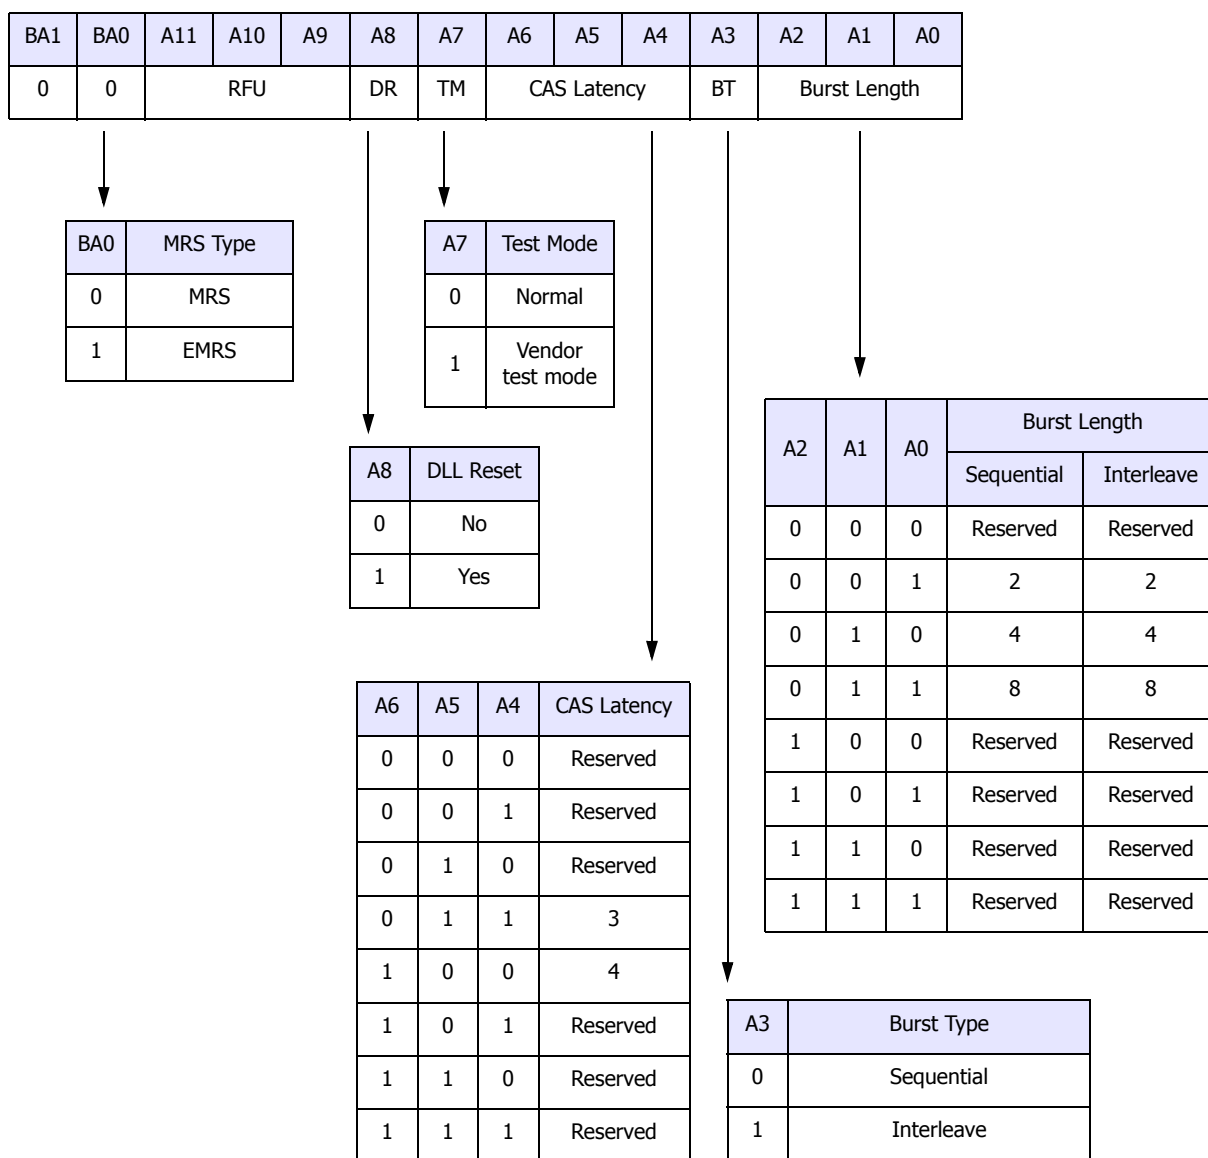 BA1 BA0 A11 A10 A9 A8 A7 A6 A5 A4 A3 A2 A1 A0
0 0 RFU DR TM CAS Latency BT Burst Length
BA0 MRS Type
0 MRS
1 EMRS
A7 Test Mode
0 Normal
1 Vendor
test mode
A8 DLL Reset
0 No
1 Yes
A2 A1 A0 Burst Length
Sequential Interleave
0 0 0 Reserved Reserved
0 0 1 2 2
0 1 0 4 4
0 1 1 8 8
1 0 0 Reserved Reserved
1 0 1 Reserved Reserved
1 1 0 Reserved Reserved
1 1 1 Reserved Reserved
A6 A5 A4 CAS Latency
0 0 0 Reserved
0 0 1 Reserved
0 1 0 Reserved
0 1 1 3
1 0 0 4
1 0 1 Reserved
1 1 0 Reserved
1 1 1 Reserved
A3 Burst Type
0 Sequential
1 Interleave